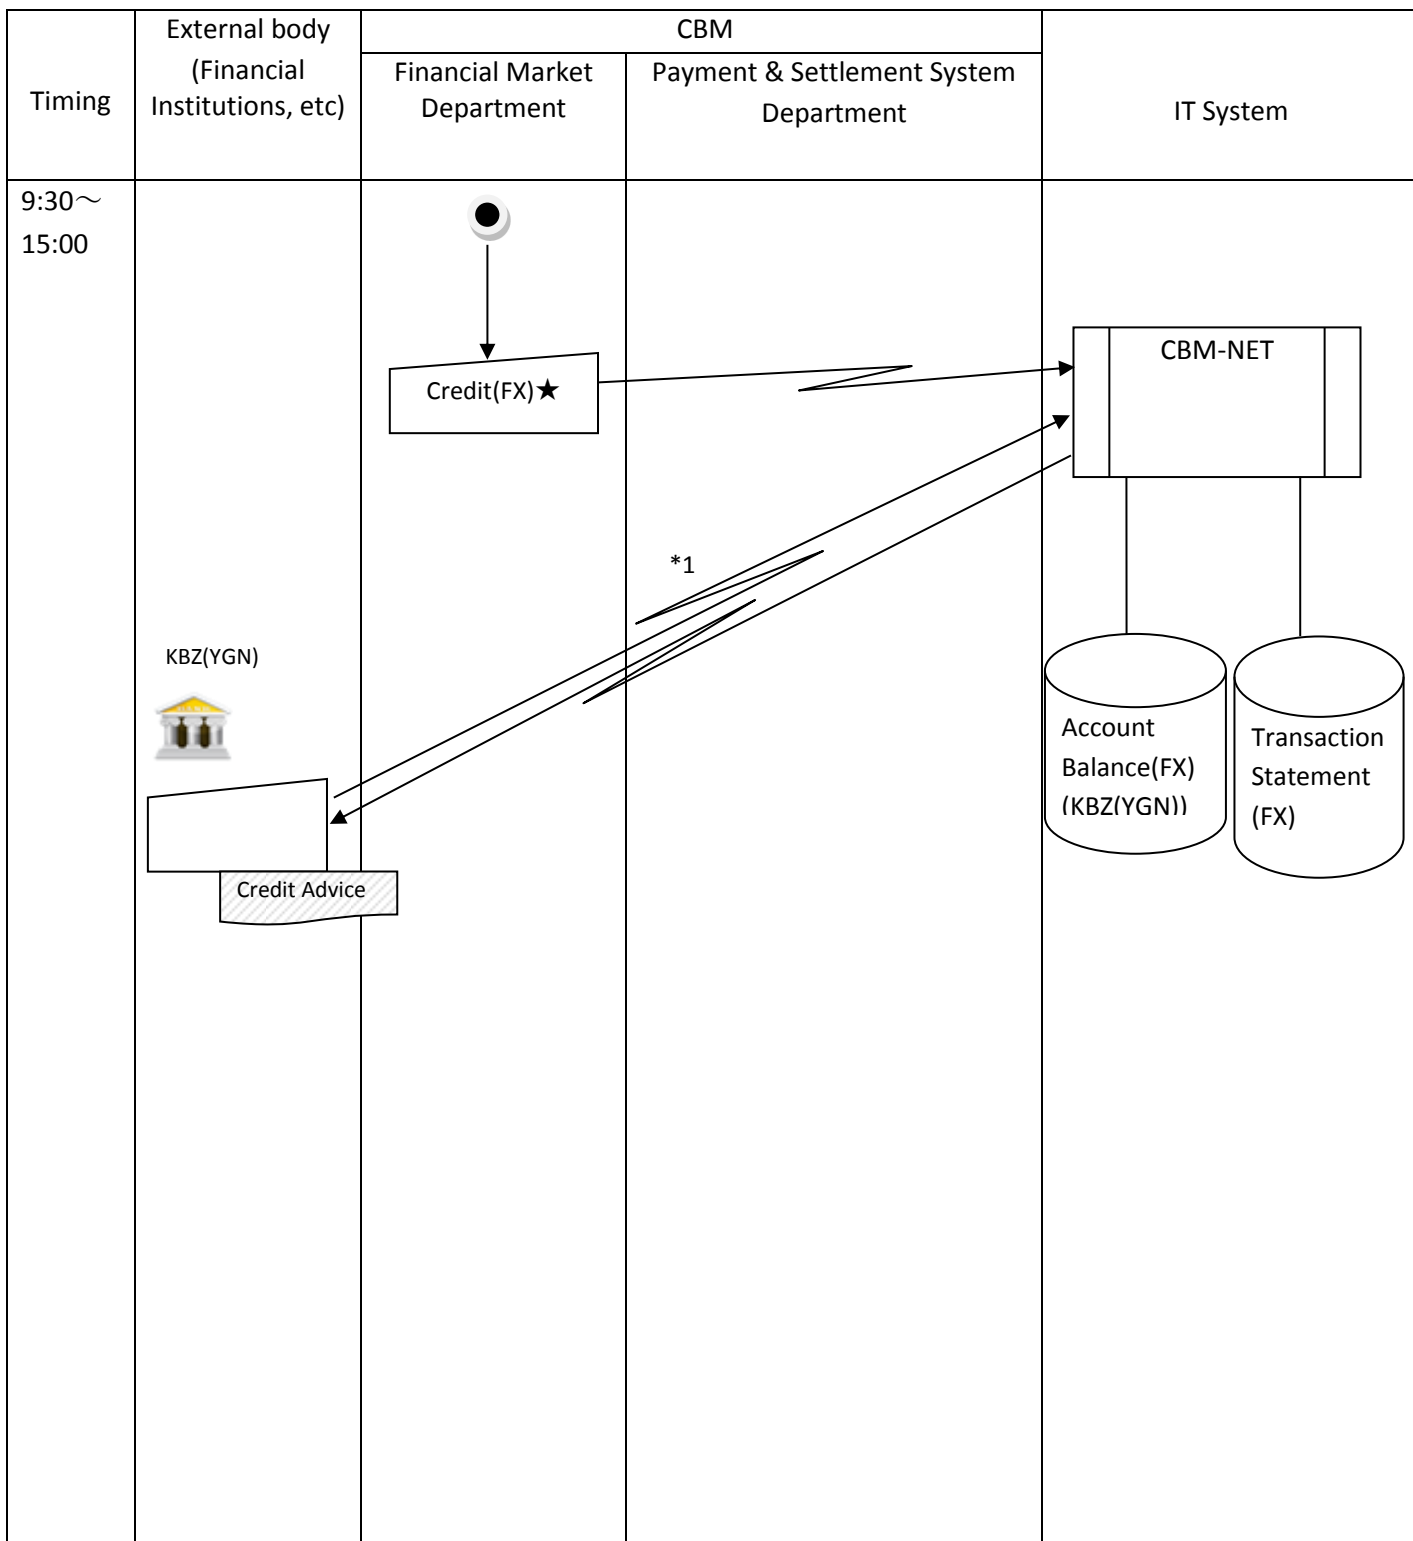 Timing
External body
(Financial
Institutions, etc)
CBM
Financial Market
Department
Payment & Settlement System
Department
IT System
9:30～
15:00
Credit(FX)★
CBM-NET
*1
KBZ(YGN)
Account
Balance(FX)
(KBZ(YGN))
Transaction
Statement
(FX)
Credit Advice